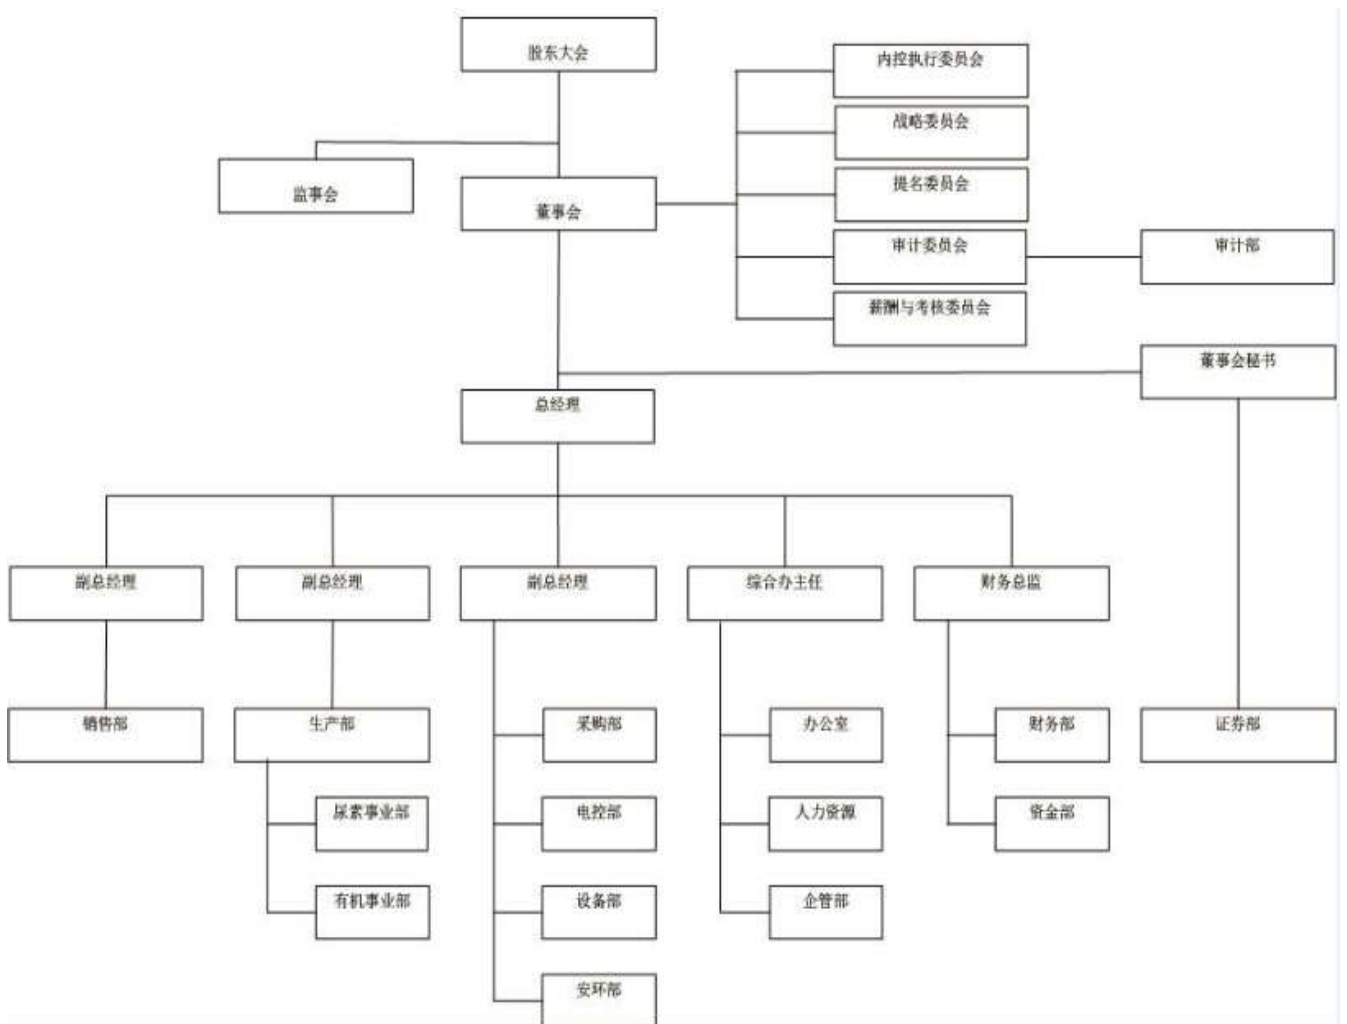 股东大会
内控执行委员会
战略委员会
监事会
提名委员会
董事会
审计委员会
审计部
薪酬与考核委员会
董事会秘书
总经理
副总经理
副总经理
副总经理
综合办主任
财务总监
销售部
生产部
采购部
办公室
财务部
证券部
尿素事业部
电控部
人力资源
资金部
有机事业部
设备部
企管部
安环部